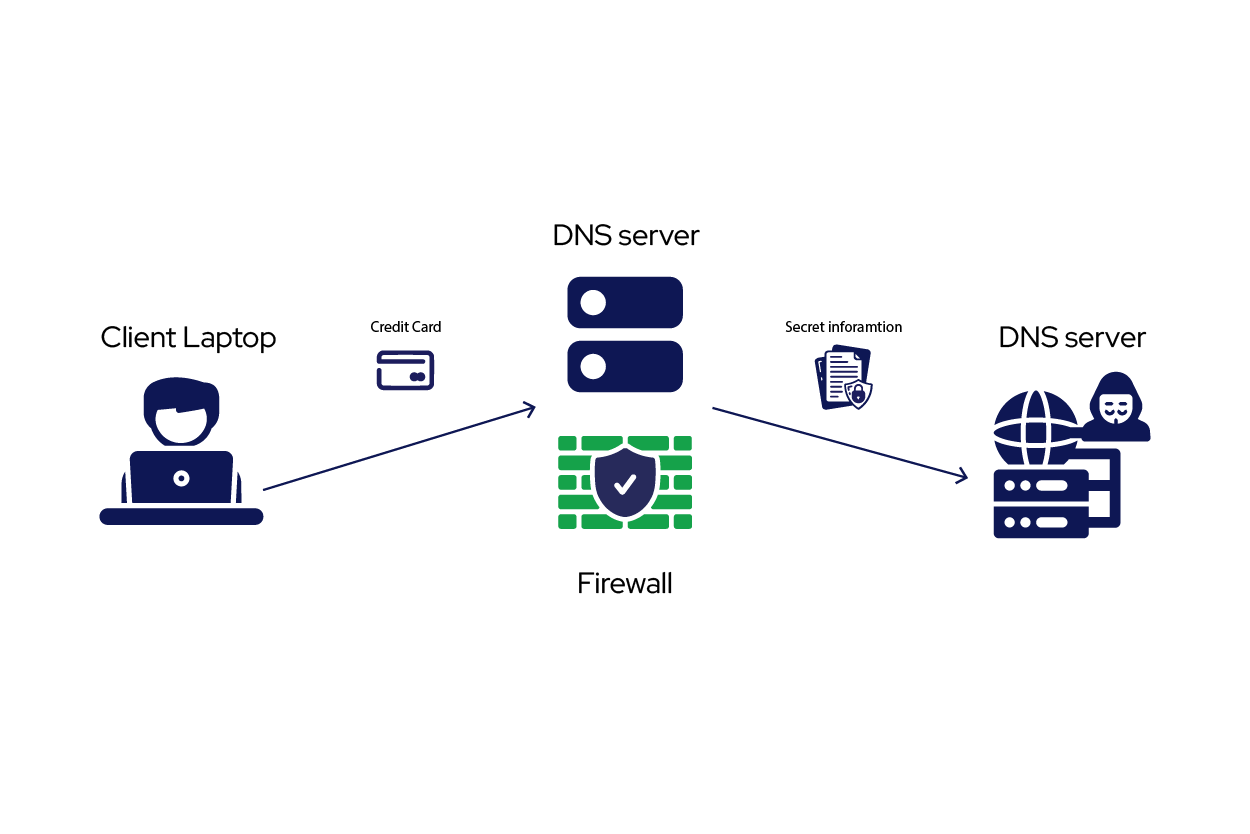 DNS server
Client Laptop
Credit Card
Secret inforamtion
DNS server
Firewall